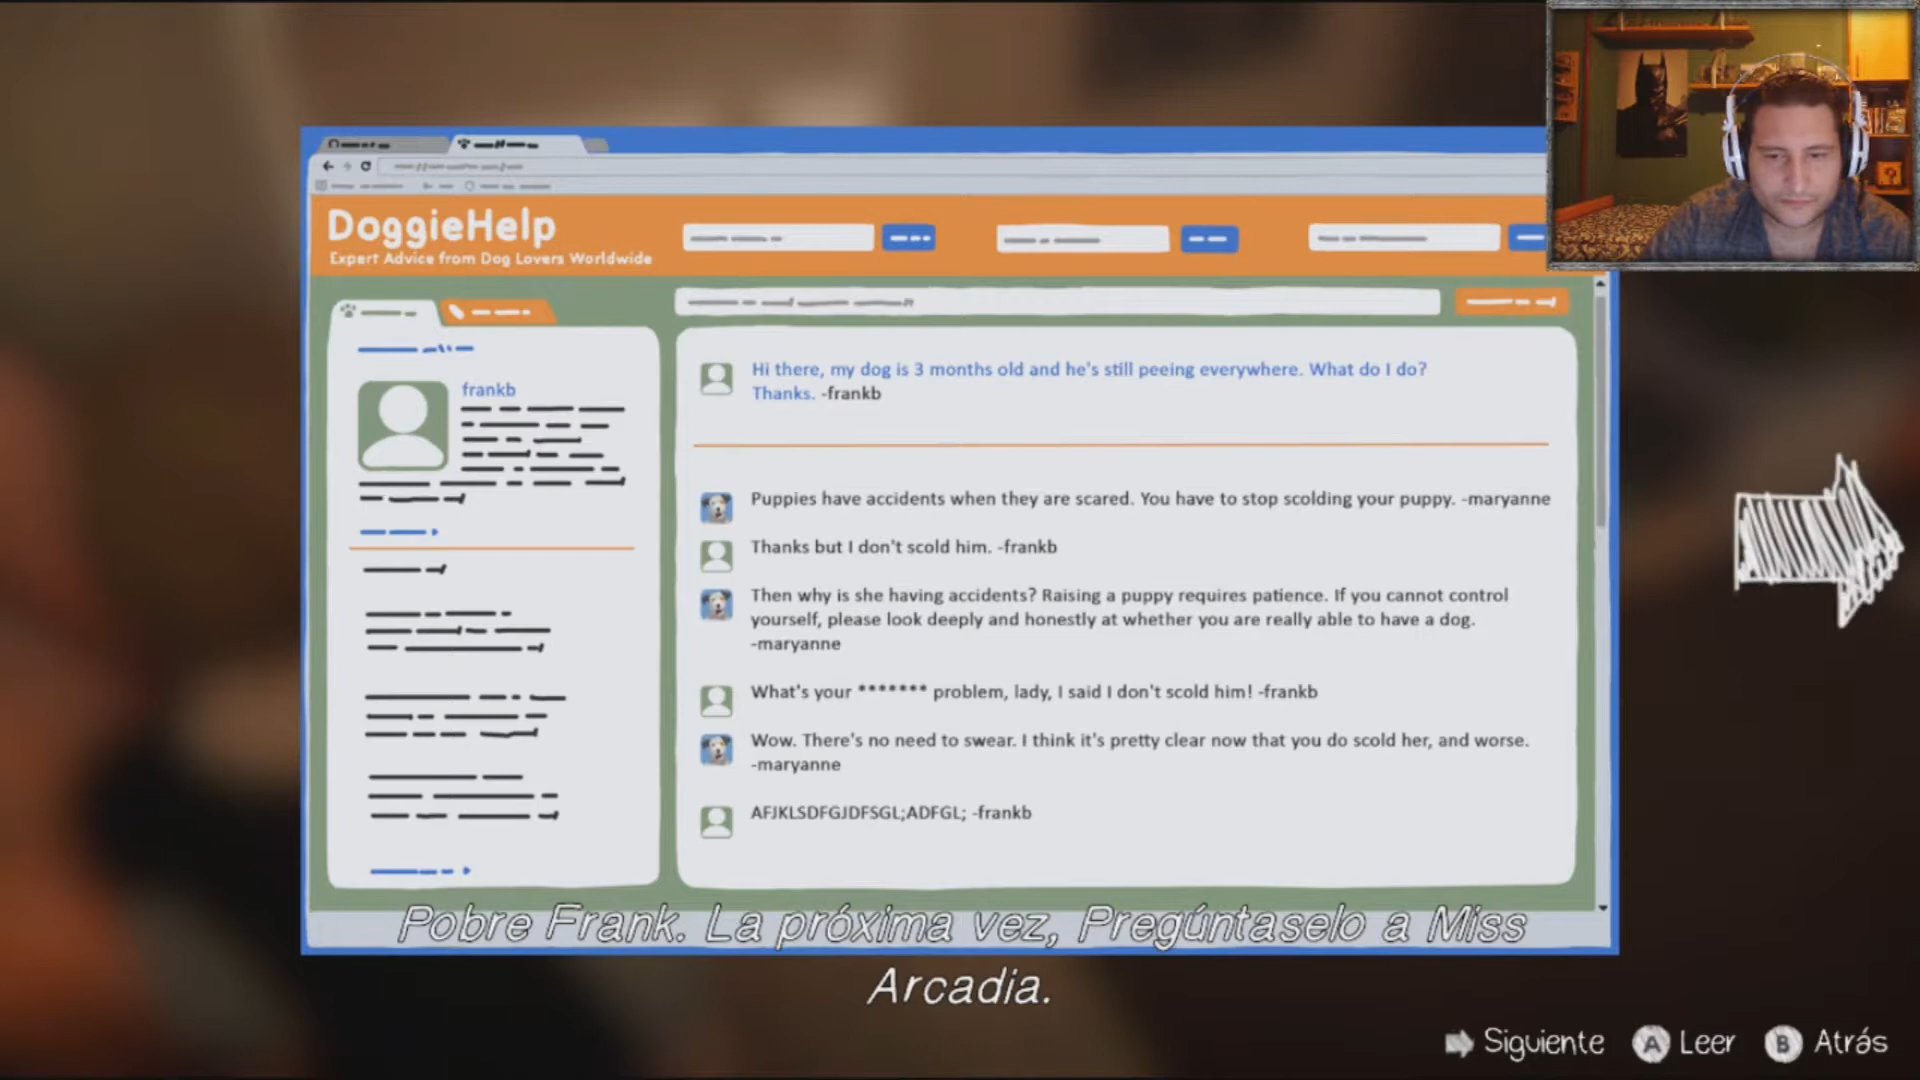 DoggieHelp
Expert Advice from Dog Lovers Worldwide
frankb
Hi there, my dog is 3 months old and he's still peeing everywhere. What do I do?
Thanks. -frankb
Puppies have accidents when they are scared. You have to stop scolding your puppy. -maryanne
Thanks but I don't scold him. -frankb
Then why is she having accidents? Raising a puppy requires patience. If you cannot control
yourself, please look deeply and honestly at whether you are really able to have a dog.
-maryanne
What's your ******* problem, lady, I said I don't scold him! -frankb
Wow. There's no need to swear. I think it's pretty clear now that you do scold her, and worse.
-maryanne
AFJKLSDFGJDFSGL;ADFGL; -frankb
Pobre Frank. La próxima vez, Pregúntaselo a Miss
Arcadia.
Siguiente A Leer B Atrás